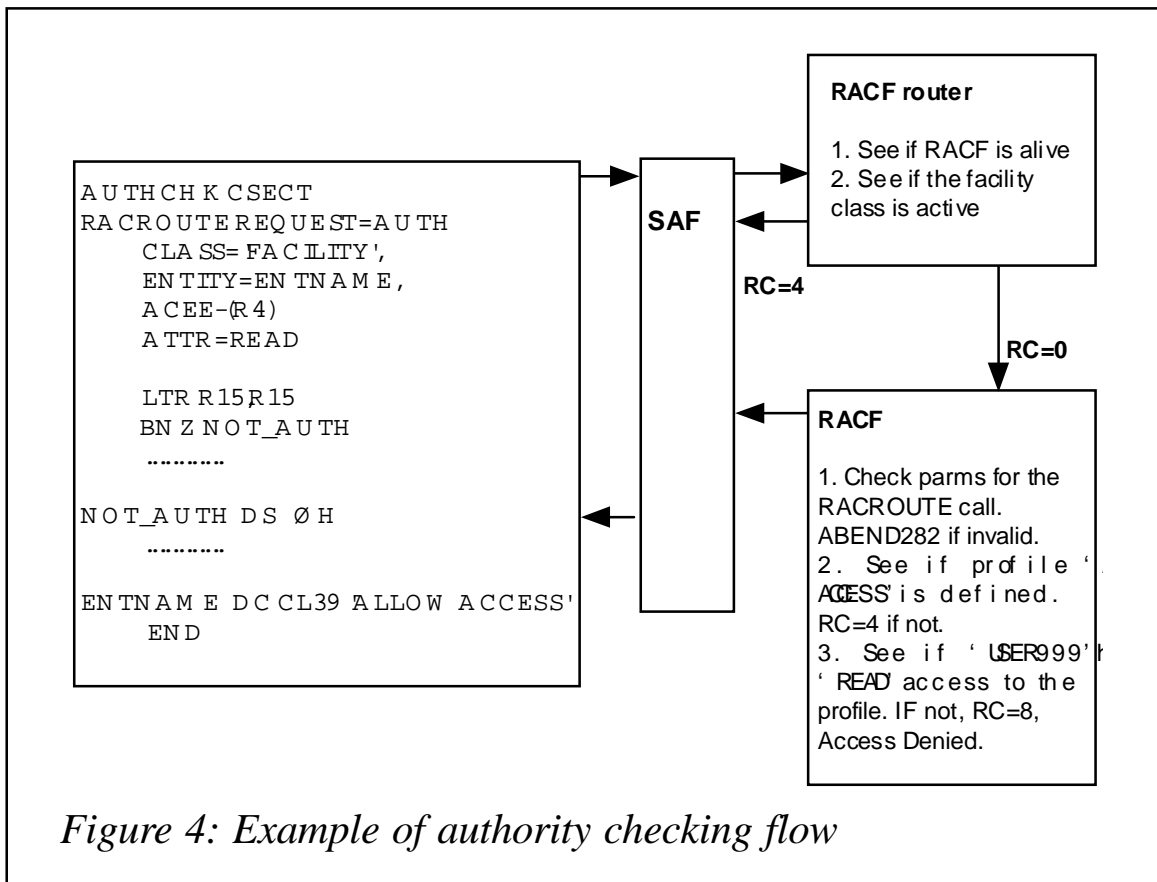 AUTHCHK CSECT
RACROUTE REQUEST=AUTH
CLASS='FACILITY',
ENTITY=ENTNAME,
ACEE-(R4)
ATTR=READ
LTR R15,R15
BNZ NOT_AUTH
.............
NOT_AUTH DS ØH
.............
ENTNAME DC CL39 'ALLOW ACCESS'
END
SAF
RC=4
RACF router
1. See if RACF is alive
2. See if the facility
class is active
RC=0
RACF
1. Check parms for the
RACROUTE call.
ABEND282 if invalid.
2. See if profile '.
ACCESS' is defined.
RC=4 if not.
3. See if 'USER999'
'READ' access to the
profile. IF not, RC=8,
Access Denied.
Figure 4: Example of authority checking flow